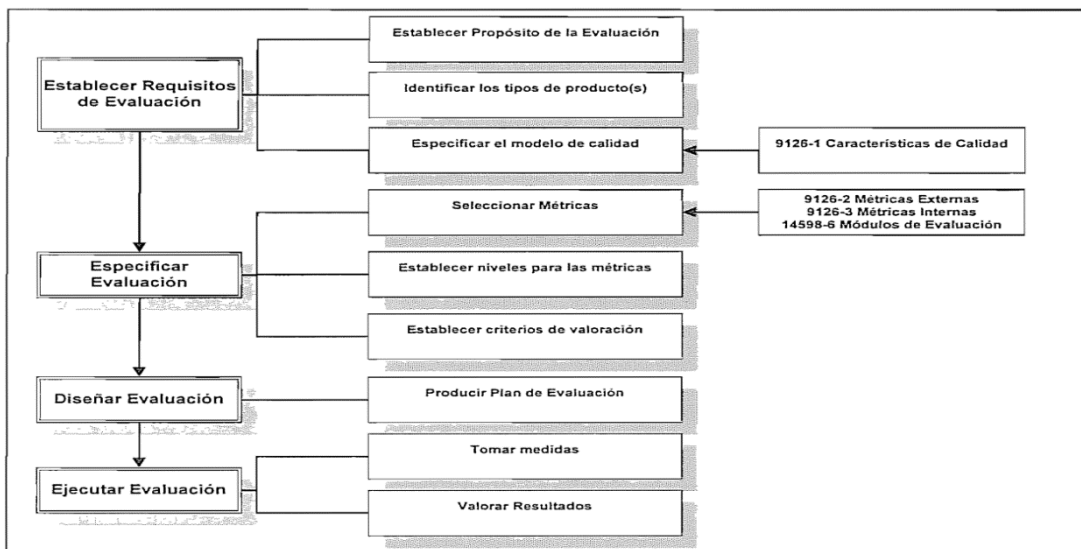 Establecer Requisitos
de Evaluación
Establecer Propósito de la Evaluación
Identificar los tipos de producto(s)
Especificar el modelo de calidad
9126-1 Características de Calidad
Especificar
Evaluación
Seleccionar Métricas
9126-2 Métricas Externas
9126-3 Métricas Internas
14598-6 Módulos de Evaluación
Establecer niveles para las métricas
Establecer criterios de valoración
Diseñar Evaluación
Producir Plan de Evaluación
Ejecutar Evaluación
Tomar medidas
Valorar Resultados